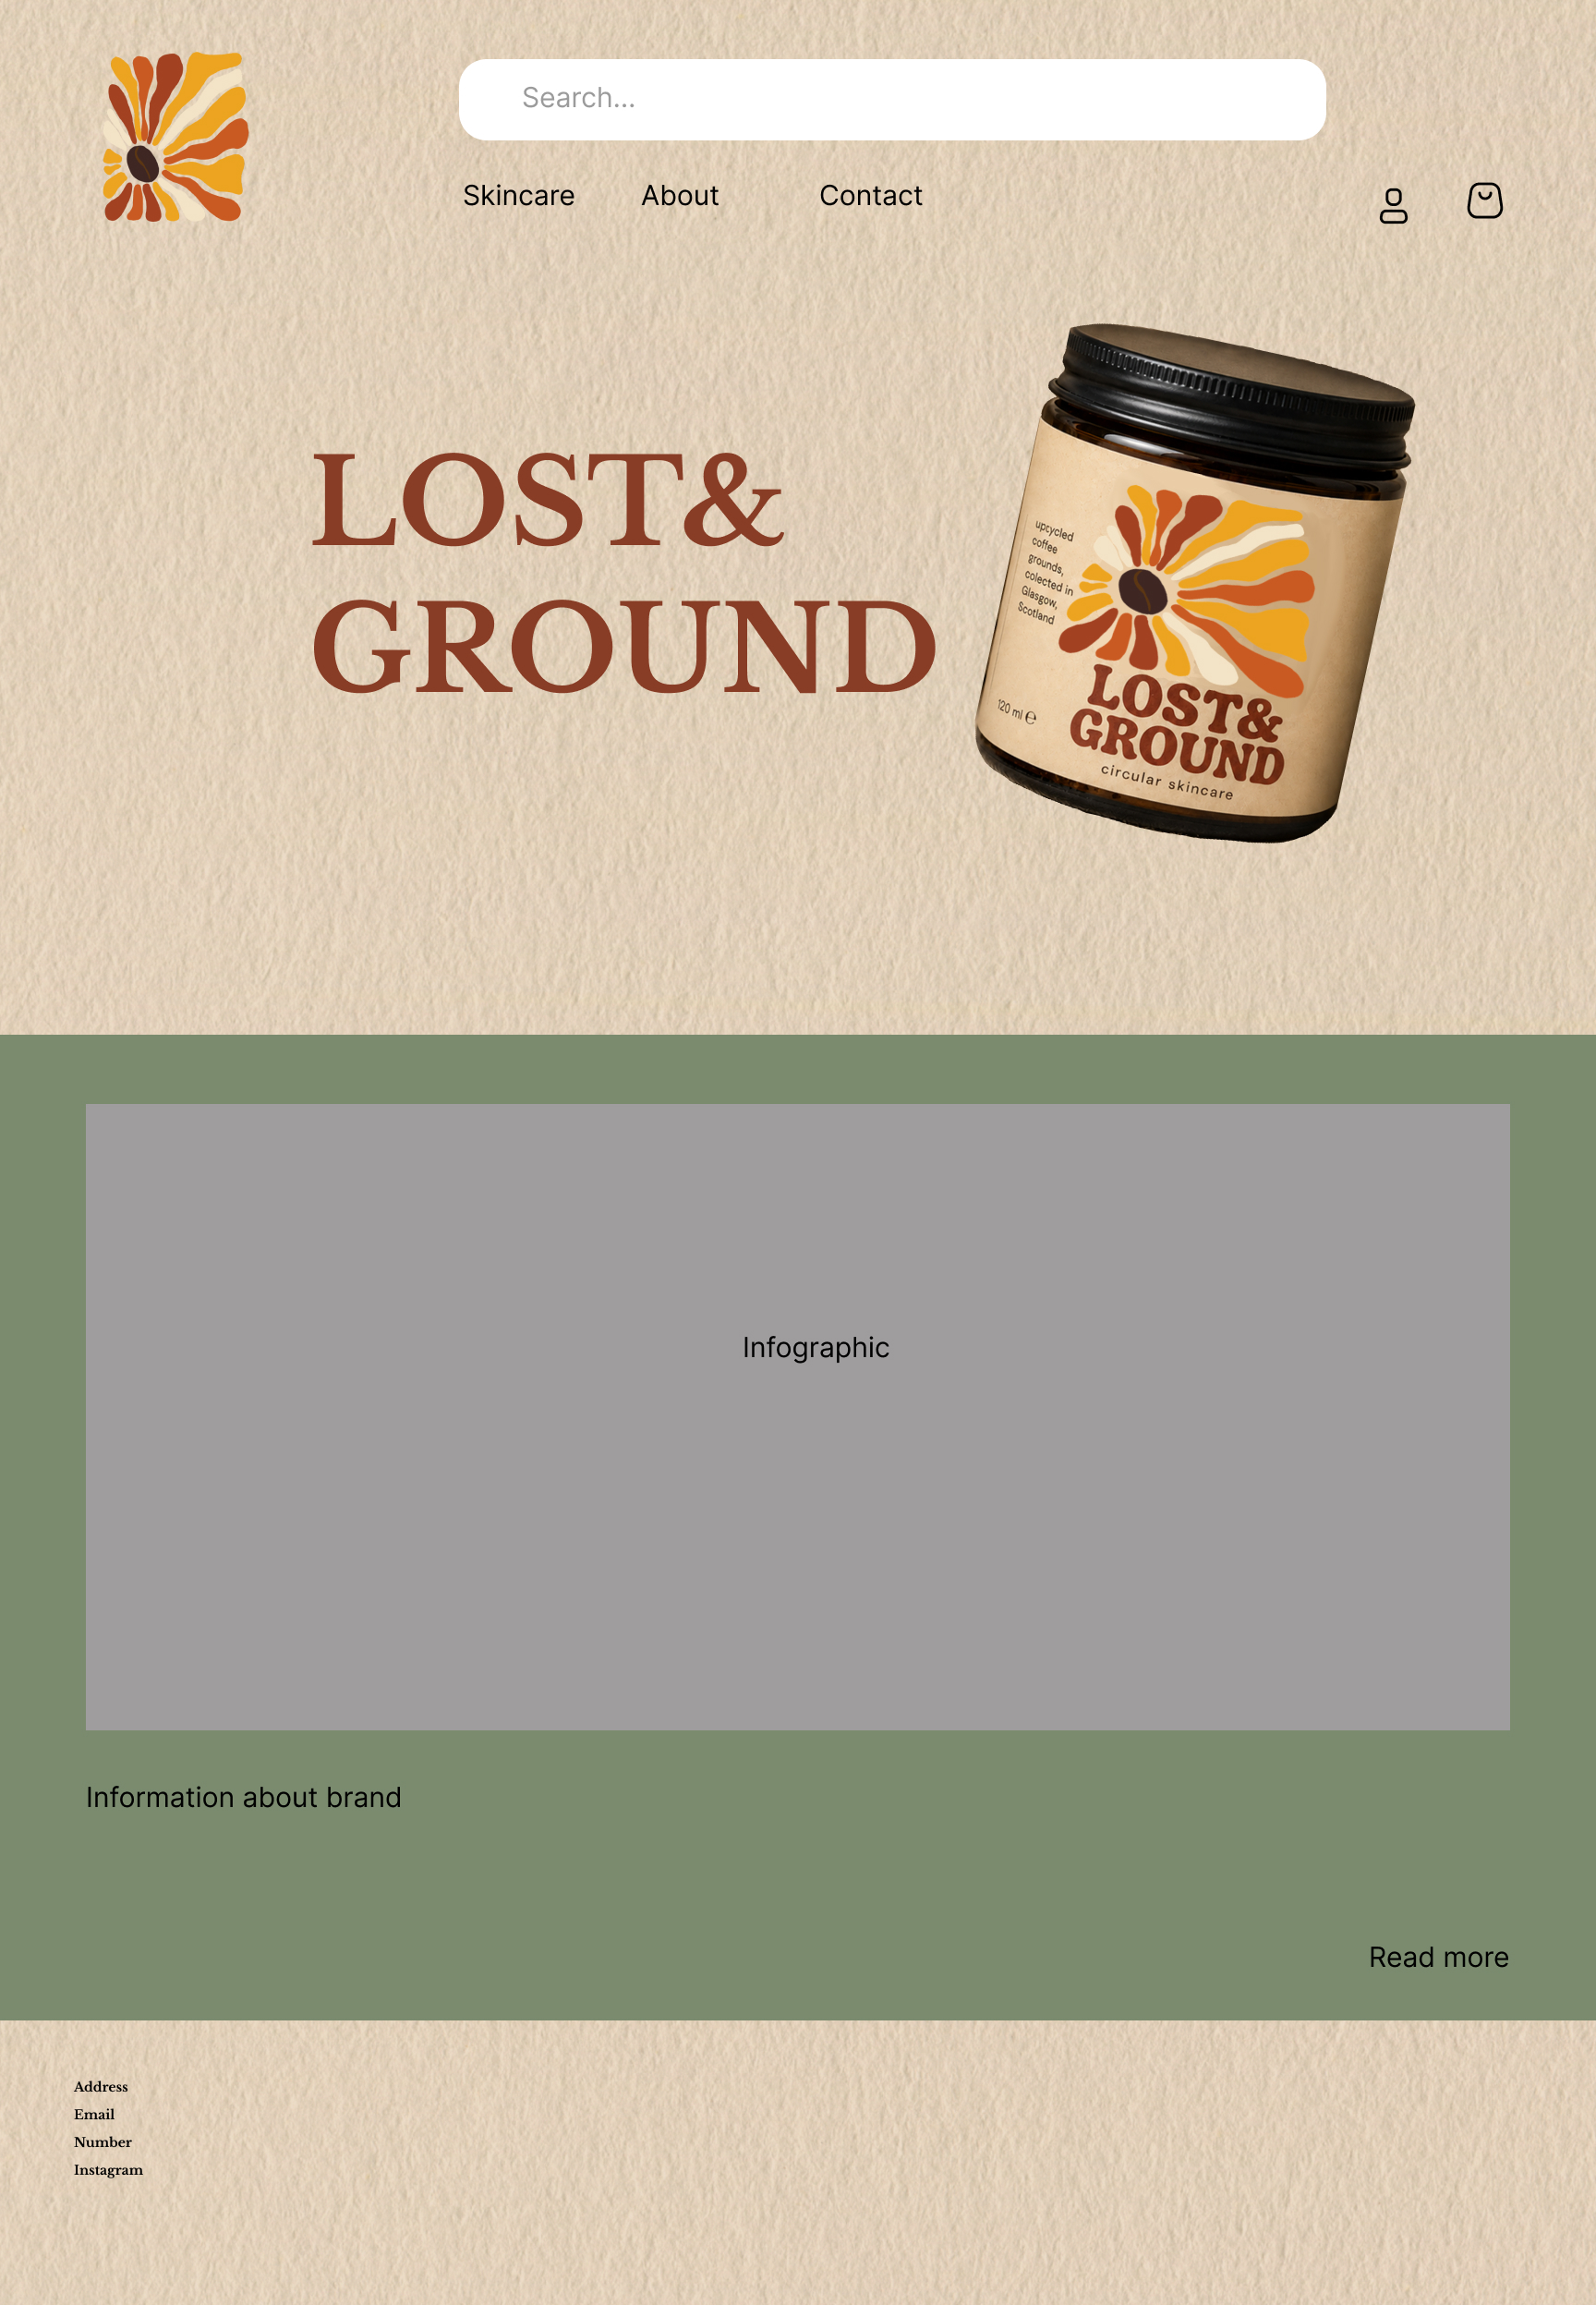 Search...
Skincare
About
Contact
LOST&
GROUND
upcycled
coffee
grounds,
colected in
Glasgow,
Scotland
120 ml ℮
LOST&
GROUND
circular skincare
Infographic
Information about brand
Read more
Address
Email
Number
Instagram